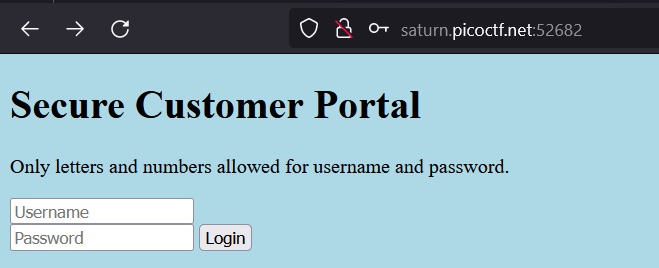 saturn.picoctf.net:52682
Secure Customer Portal
Only letters and numbers allowed for username and password.
Username
Password Login